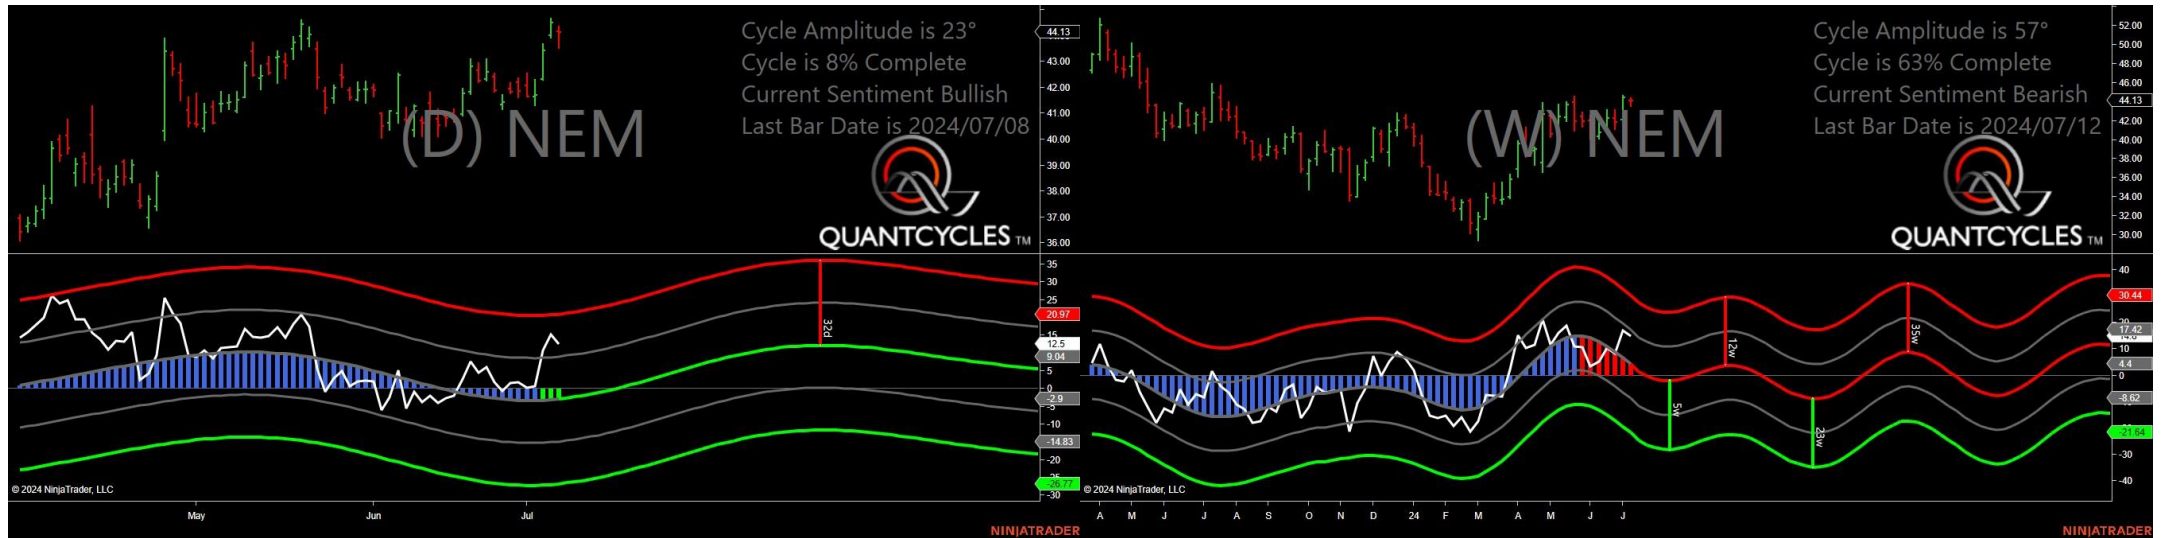 Cycle Amplitude is 23°
Cycle is 8% Complete
Current Sentiment Bullish
Last Bar Date is 2024/07/08
(D) NEM
QUANTCYCLES TM
44.13
43.00
42.00
41.00
40.00
39.00
38.00
37.00
36.00
35
30
25
20.97
15
12.5
9.04
5
0
-2.9
-5
-10
-14.83
-20
-26.77
-30
32d
© 2024 NinjaTrader, LLC
May
Jun
Jul
NINJATRADER
Cycle Amplitude is 57°
Cycle is 63% Complete
Current Sentiment Bearish
Last Bar Date is 2024/07/12
(W) NEM
QUANTCYCLES TM
52.00
50.00
48.00
46.00
44.13
42.00
40.00
38.00
36.00
34.00
32.00
30.00
40
30.44
17.42
10
4.4
0
-8.62
-21.64
-30
-40
12w
35w
5w
23w
© 2024 NinjaTrader, LLC
A M J J A S O N D 24 F M A M J J
NINJATRADER